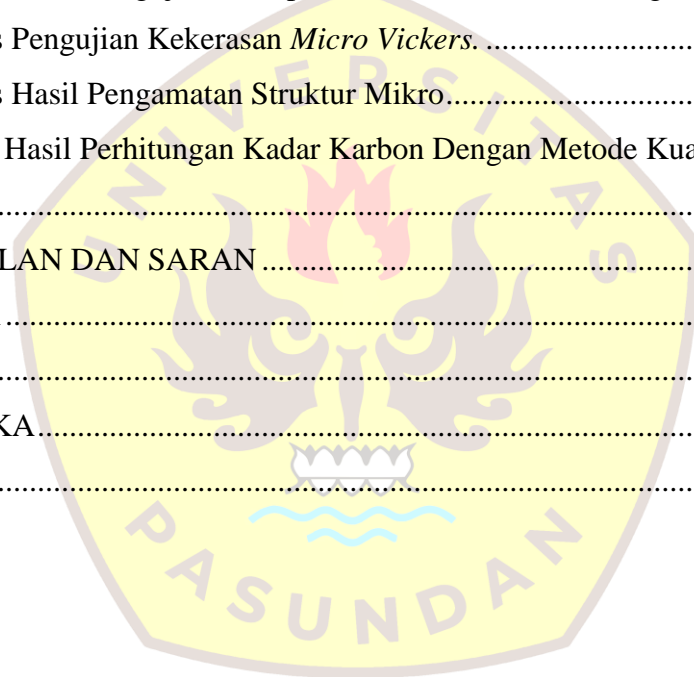 s Pengujian Kekerasan Micro Vickers. ........................
s Hasil Pengamatan Struktur Mikro..............................
Hasil Perhitungan Kadar Karbon Dengan Metode Kua
....................................................................................................
LAN DAN SARAN ..............................................................
....................................................................................................
....................................................................................................
KA...............................................................................................
....................................................................................................
UNIVERSITAS
PASUNDAN